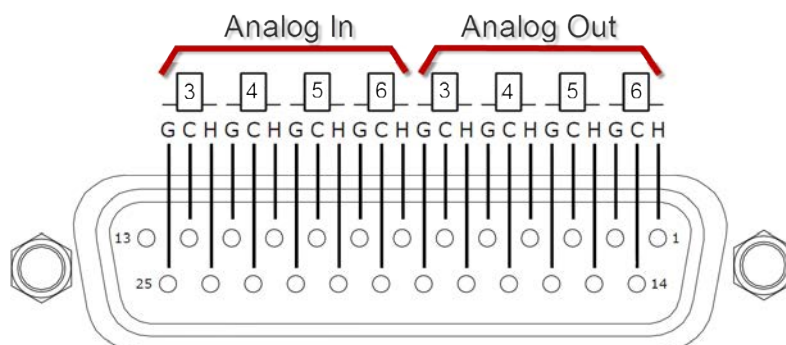 Analog In Analog Out
3 4 5 6 3 4 5 6
G C H G C H G C H G C H G C H G C H G C H G C H
13 1
25 14